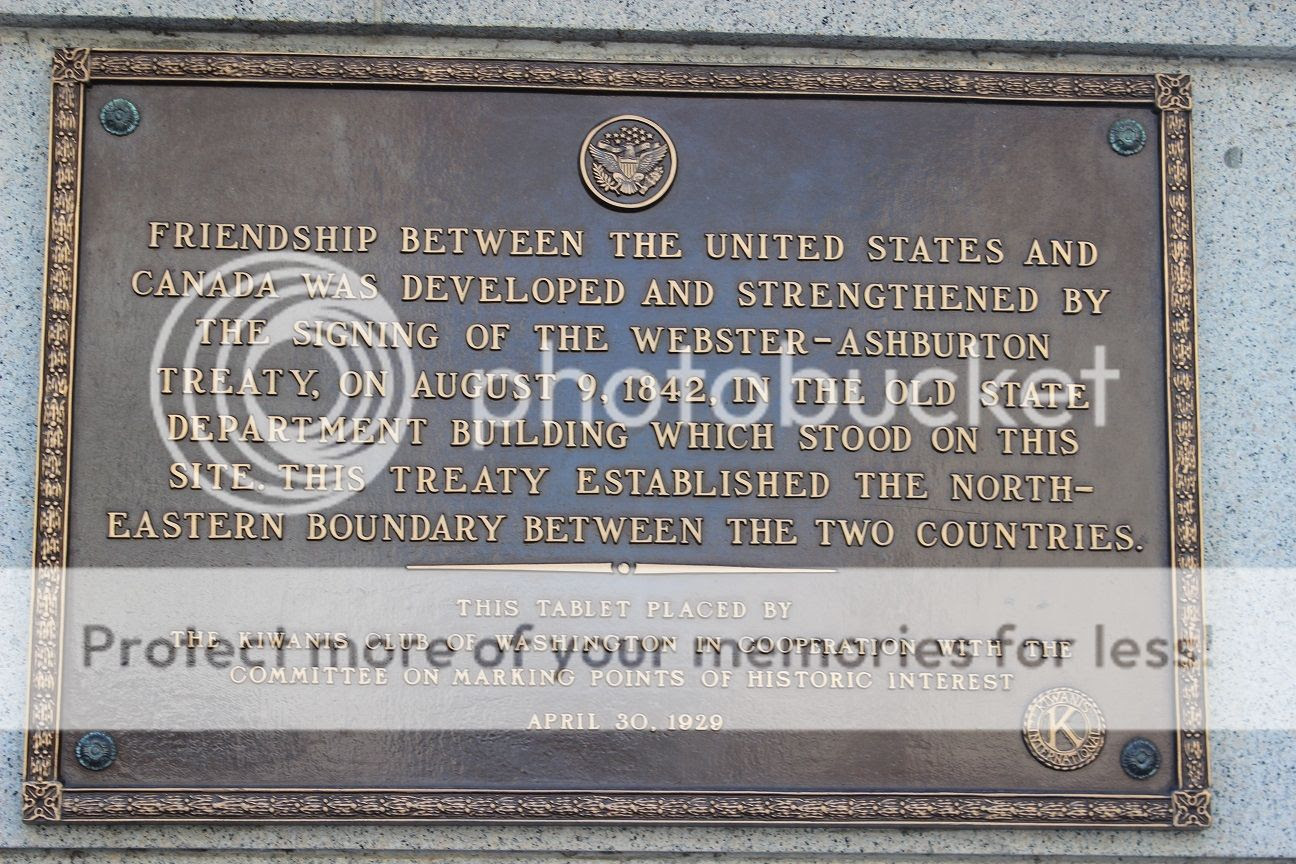 FRIENDSHIP BETWEEN THE UNITED STATES AND
CANADA WAS DEVELOPED AND STRENGTHENED BY
THE SIGNING OF THE WEBSTER-ASHBURTON
TREATY, ON AUGUST 9, 1842, IN THE OLD STATE
DEPARTMENT BUILDING WHICH STOOD ON THIS
SITE. THIS TREATY ESTABLISHED THE NORTH-
EASTERN BOUNDARY BETWEEN THE TWO COUNTRIES.
THIS TABLET PLACED BY
THE KIWANIS CLUB OF WASHINGTON IN COOPERATION WITH THE
COMMITTEE ON MARKING POINTS OF HISTORIC INTEREST
APRIL 30, 1929
KIWANIS
K
INTERNATIONAL
photobucket
Protect more of your memories for less!